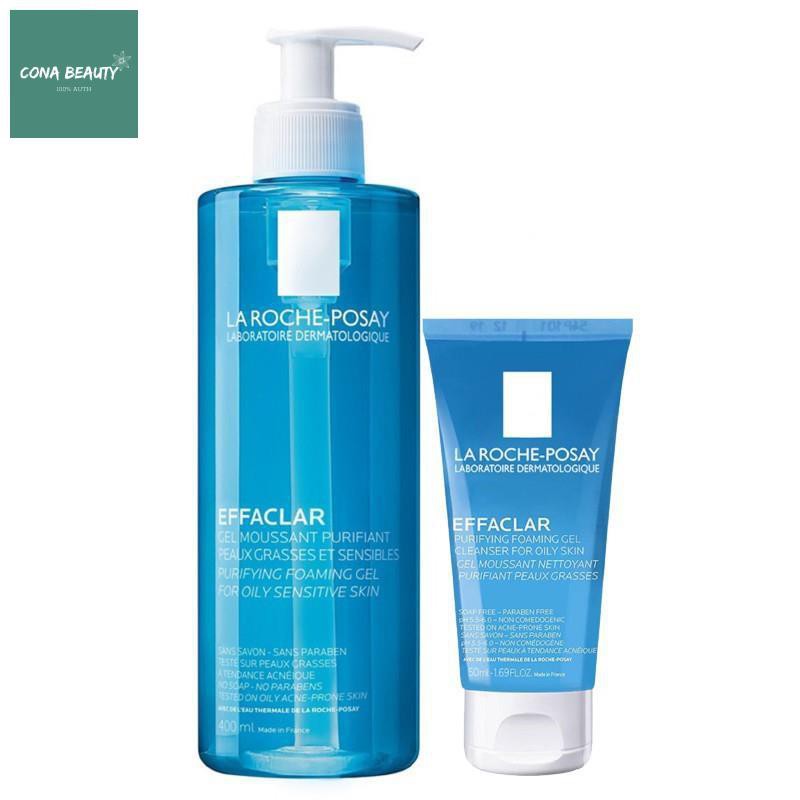 CONA BEAUTY
100% AUTH
LA ROCHE-POSAY
LABORATOIRE DERMATOLOGIQUE
EFFACLAR
GEL MOUSSANT PURIFIANT
PEAUX GRASSES ET SENSIBLES
PURIFYING FOAMING GEL
FOR OILY SENSITIVE SKIN
SANS SAVON - SANS PARABEN
TESTÉ SUR PEAUX GRASSES
À TENDANCE ACNÉIQUE
NO SOAP - NO PARABENS
TESTED ON OILY ACNE-PRONE SKIN
AVEC DE L'EAU THERMALE DE LA ROCHE-POSAY
400 ml Made in France
LA ROCHE-POSAY
LABORATOIRE DERMATOLOGIQUE
EFFACLAR
PURIFYING FOAMING GEL
CLEANSER FOR OILY SKIN
GEL MOUSSANT NETTOYANT
PURIFIANT PEAUX GRASSES
SOAP FREE – PARABEN FREE
pH 5.5-6.0 – NON COMEDOGENIC
TESTED ON ACNE-PRONE SKIN
SANS SAVON – SANS PARABEN
pH 5.5-6.0 – NON COMÉDOGÈNE
TESTÉ SUR PEAUX À TENDANCE ACNÉIQUE
AVEC DE L'EAU THERMALE DE LA ROCHE-POSAY
50ml-1.69FL.OZ. Made in France